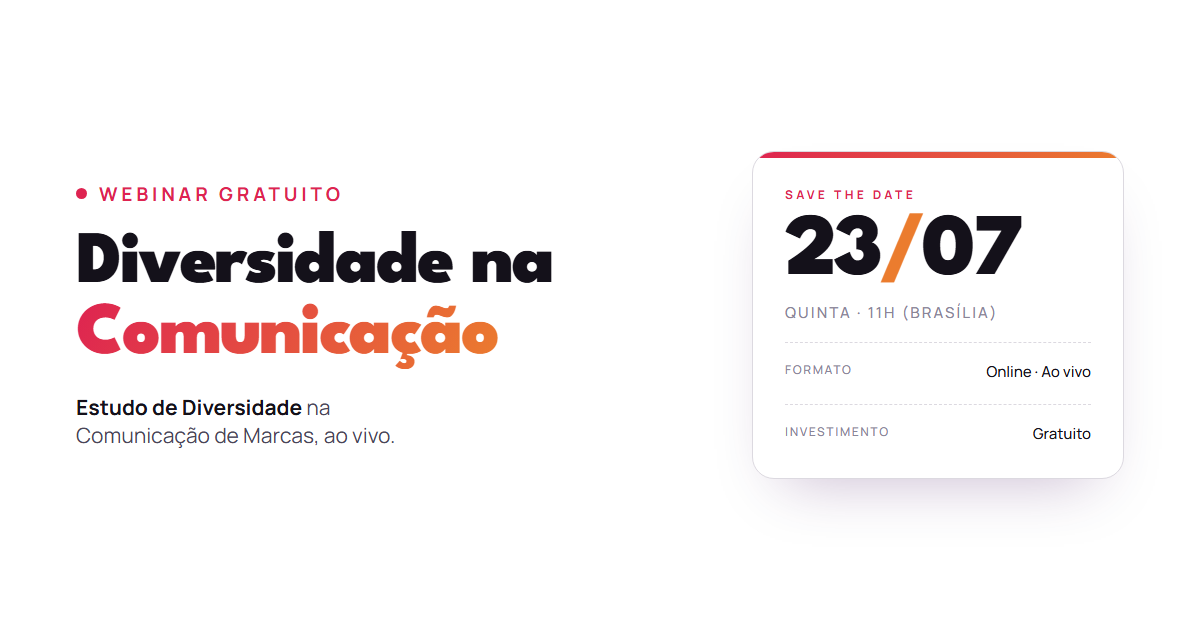 WEBINAR GRATUITO
Diversidade na
Comunicação
Estudo de Diversidade na
Comunicação de Marcas, ao vivo.
SAVE THE DATE
23/07
QUINTA · 11H (BRASÍLIA)
FORMATO Online · Ao vivo
INVESTIMENTO Gratuito